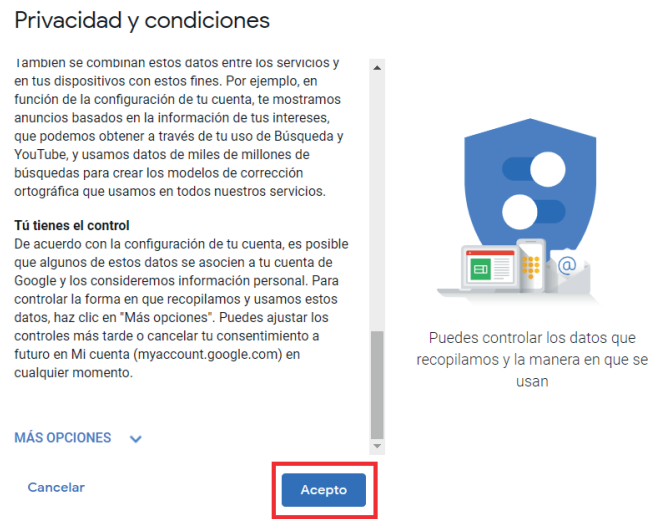 Privacidad y condiciones
También se combinan estos datos entre los servicios y
en tus dispositivos con estos fines. Por ejemplo, en
función de la configuración de tu cuenta, te mostramos
anuncios basados en la información de tus intereses,
que podemos obtener a través de tu uso de Búsqueda y
YouTube, y usamos datos de miles de millones de
búsquedas para crear los modelos de corrección
ortográfica que usamos en todos nuestros servicios.
Tú tienes el control
De acuerdo con la configuración de tu cuenta, es posible
que algunos de estos datos se asocien a tu cuenta de
Google y los consideremos información personal. Para
controlar la forma en que recopilamos y usamos estos
datos, haz clic en "Más opciones". Puedes ajustar los
controles más tarde o cancelar tu consentimiento a
futuro en Mi cuenta (myaccount.google.com) en
cualquier momento.
MÁS OPCIONES
Cancelar
Acepto
@
Puedes controlar los datos que
recopilamos y la manera en que se
usan